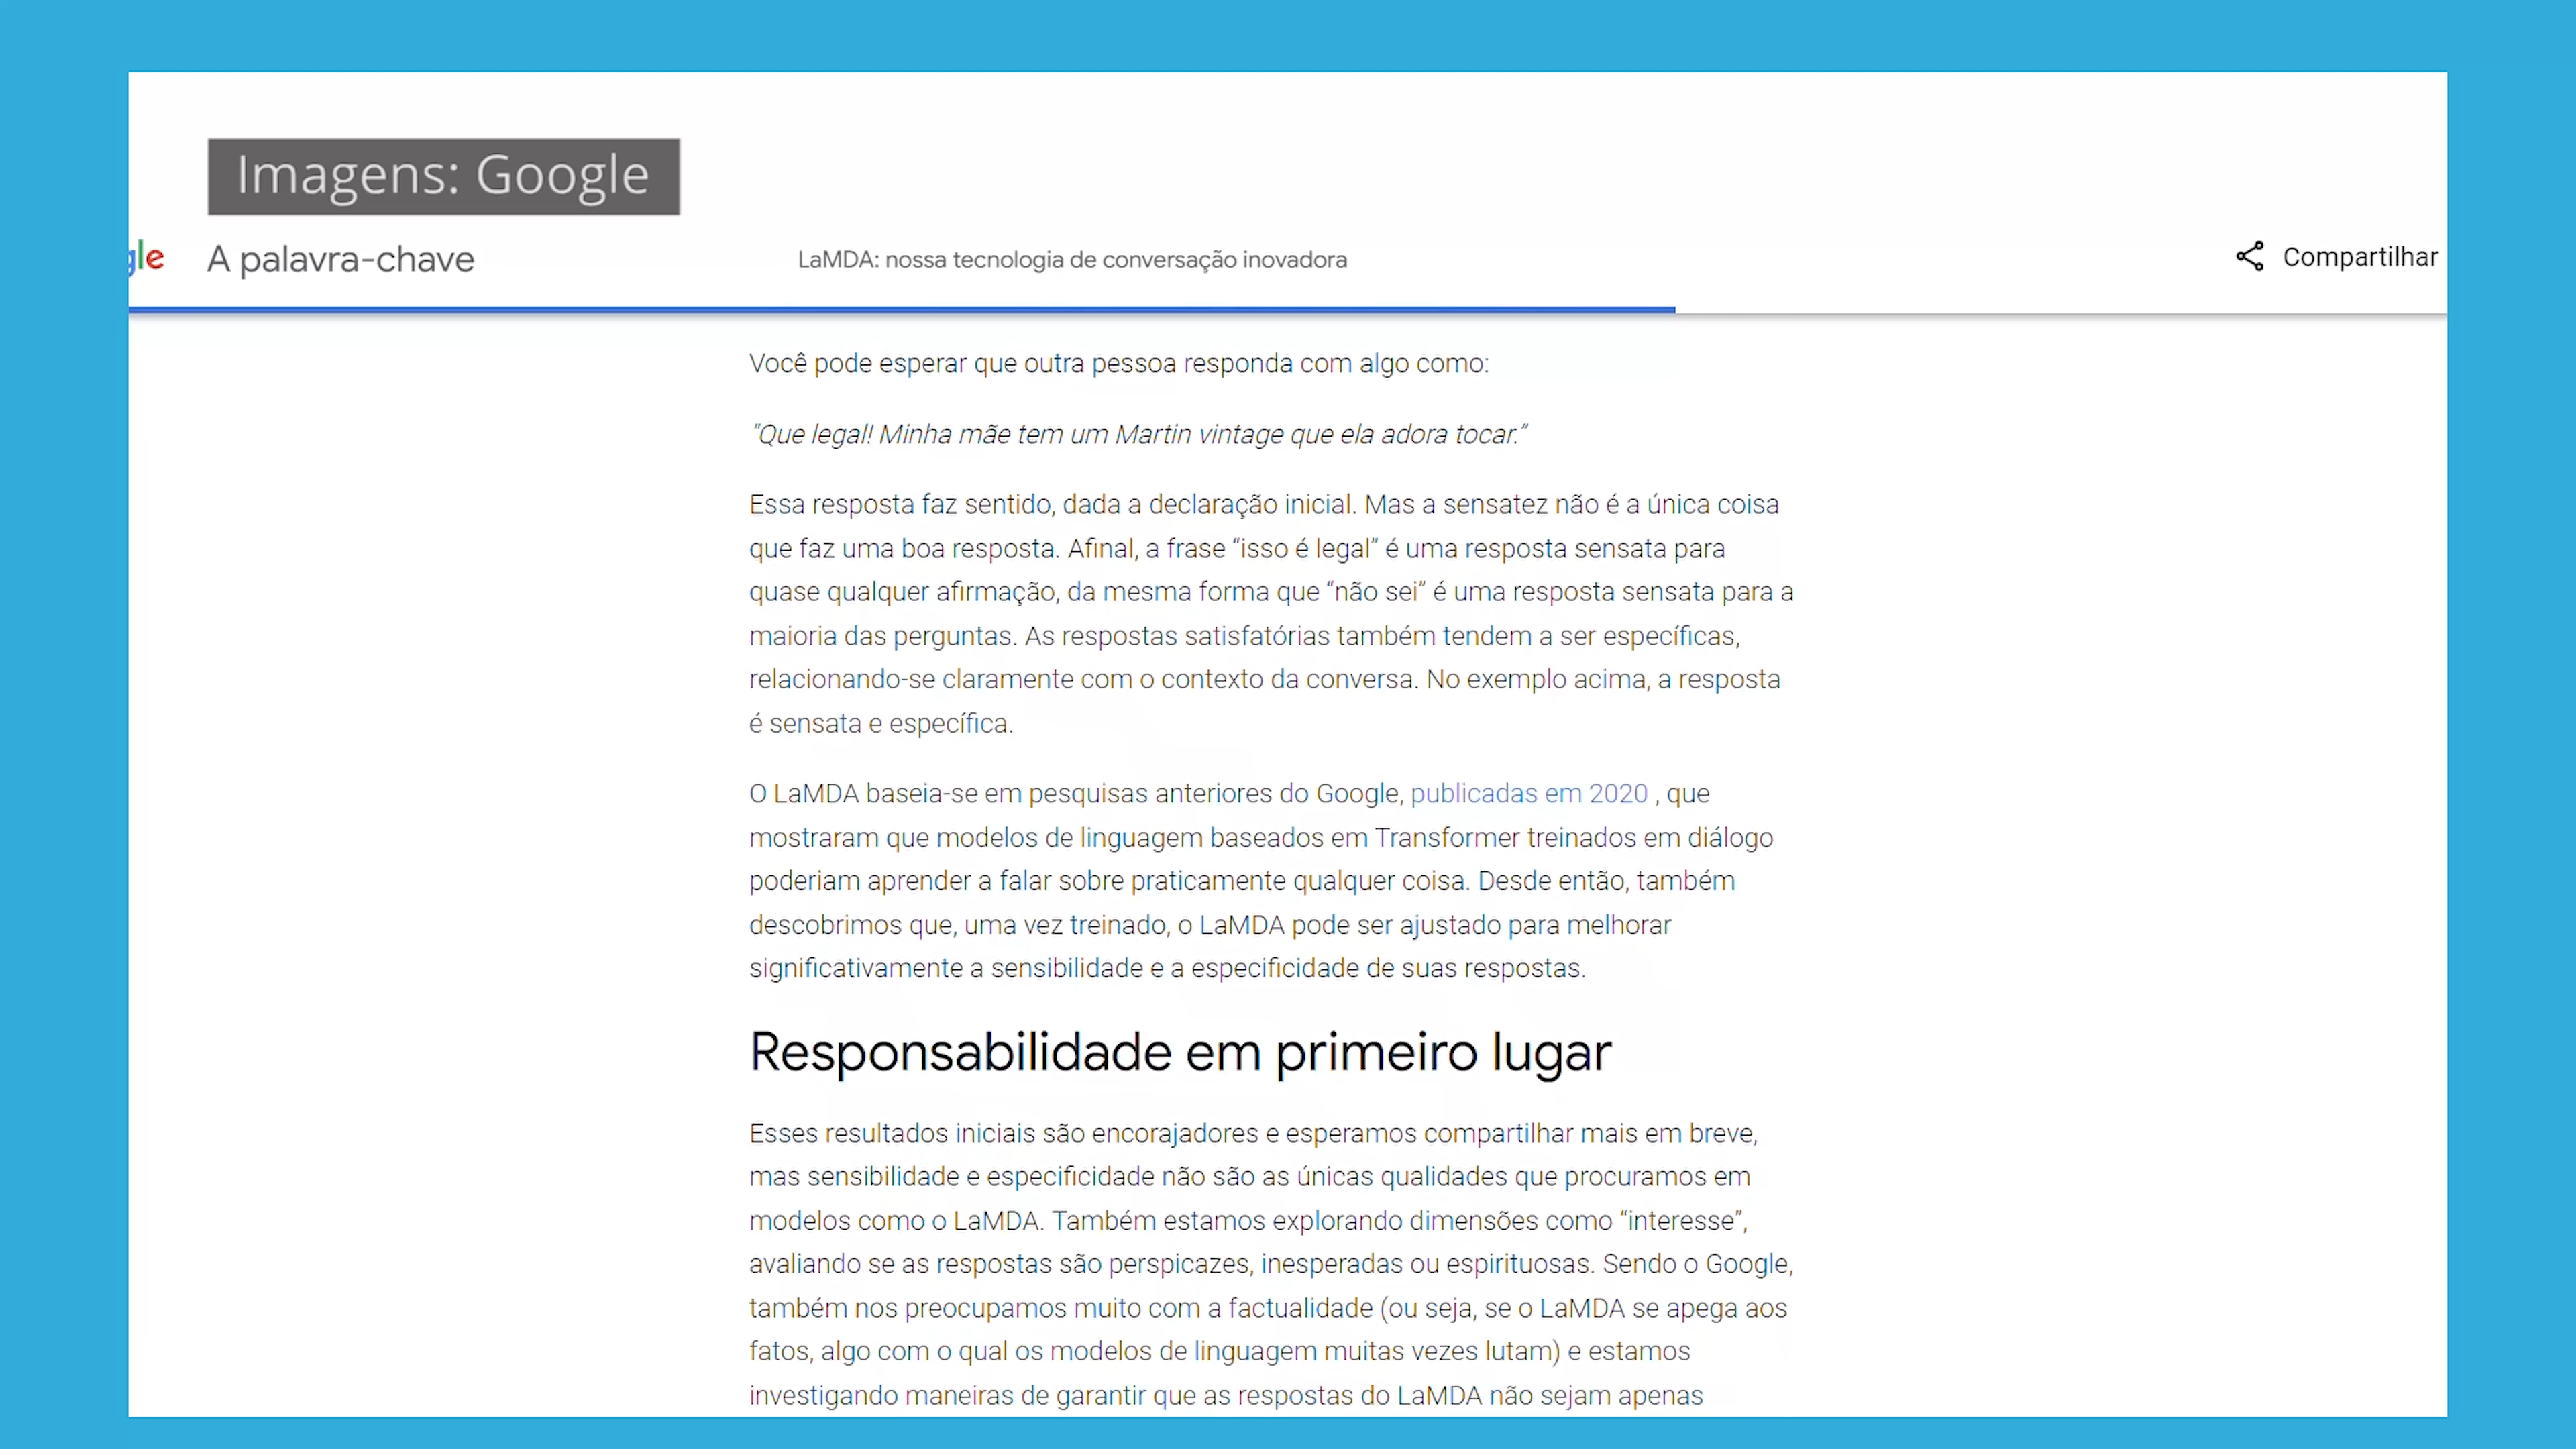 Imagens: Google
gle A palavra-chave LaMDA: nossa tecnologia de conversação inovadora Compartilhar
Você pode esperar que outra pessoa responda com algo como:
"Que legal! Minha mãe tem um Martin vintage que ela adora tocar.”
Essa resposta faz sentido, dada a declaração inicial. Mas a sensatez não é a única coisa
que faz uma boa resposta. Afinal, a frase “isso é legal” é uma resposta sensata para
quase qualquer afirmação, da mesma forma que “não sei” é uma resposta sensata para a
maioria das perguntas. As respostas satisfatórias também tendem a ser específicas,
relacionando-se claramente com o contexto da conversa. No exemplo acima, a resposta
é sensata e específica.
O LaMDA baseia-se em pesquisas anteriores do Google, publicadas em 2020 , que
mostraram que modelos de linguagem baseados em Transformer treinados em diálogo
poderiam aprender a falar sobre praticamente qualquer coisa. Desde então, também
descobrimos que, uma vez treinado, o LaMDA pode ser ajustado para melhorar
significativamente a sensibilidade e a especificidade de suas respostas.
Responsabilidade em primeiro lugar
Esses resultados iniciais são encorajadores e esperamos compartilhar mais em breve,
mas sensibilidade e especificidade não são as únicas qualidades que procuramos em
modelos como o LaMDA. Também estamos explorando dimensões como “interesse”,
avaliando se as respostas são perspicazes, inesperadas ou espirituosas. Sendo o Google,
também nos preocupamos muito com a factualidade (ou seja, se o LaMDA se apega aos
fatos, algo com o qual os modelos de linguagem muitas vezes lutam) e estamos
investigando maneiras de garantir que as respostas do LaMDA não sejam apenas